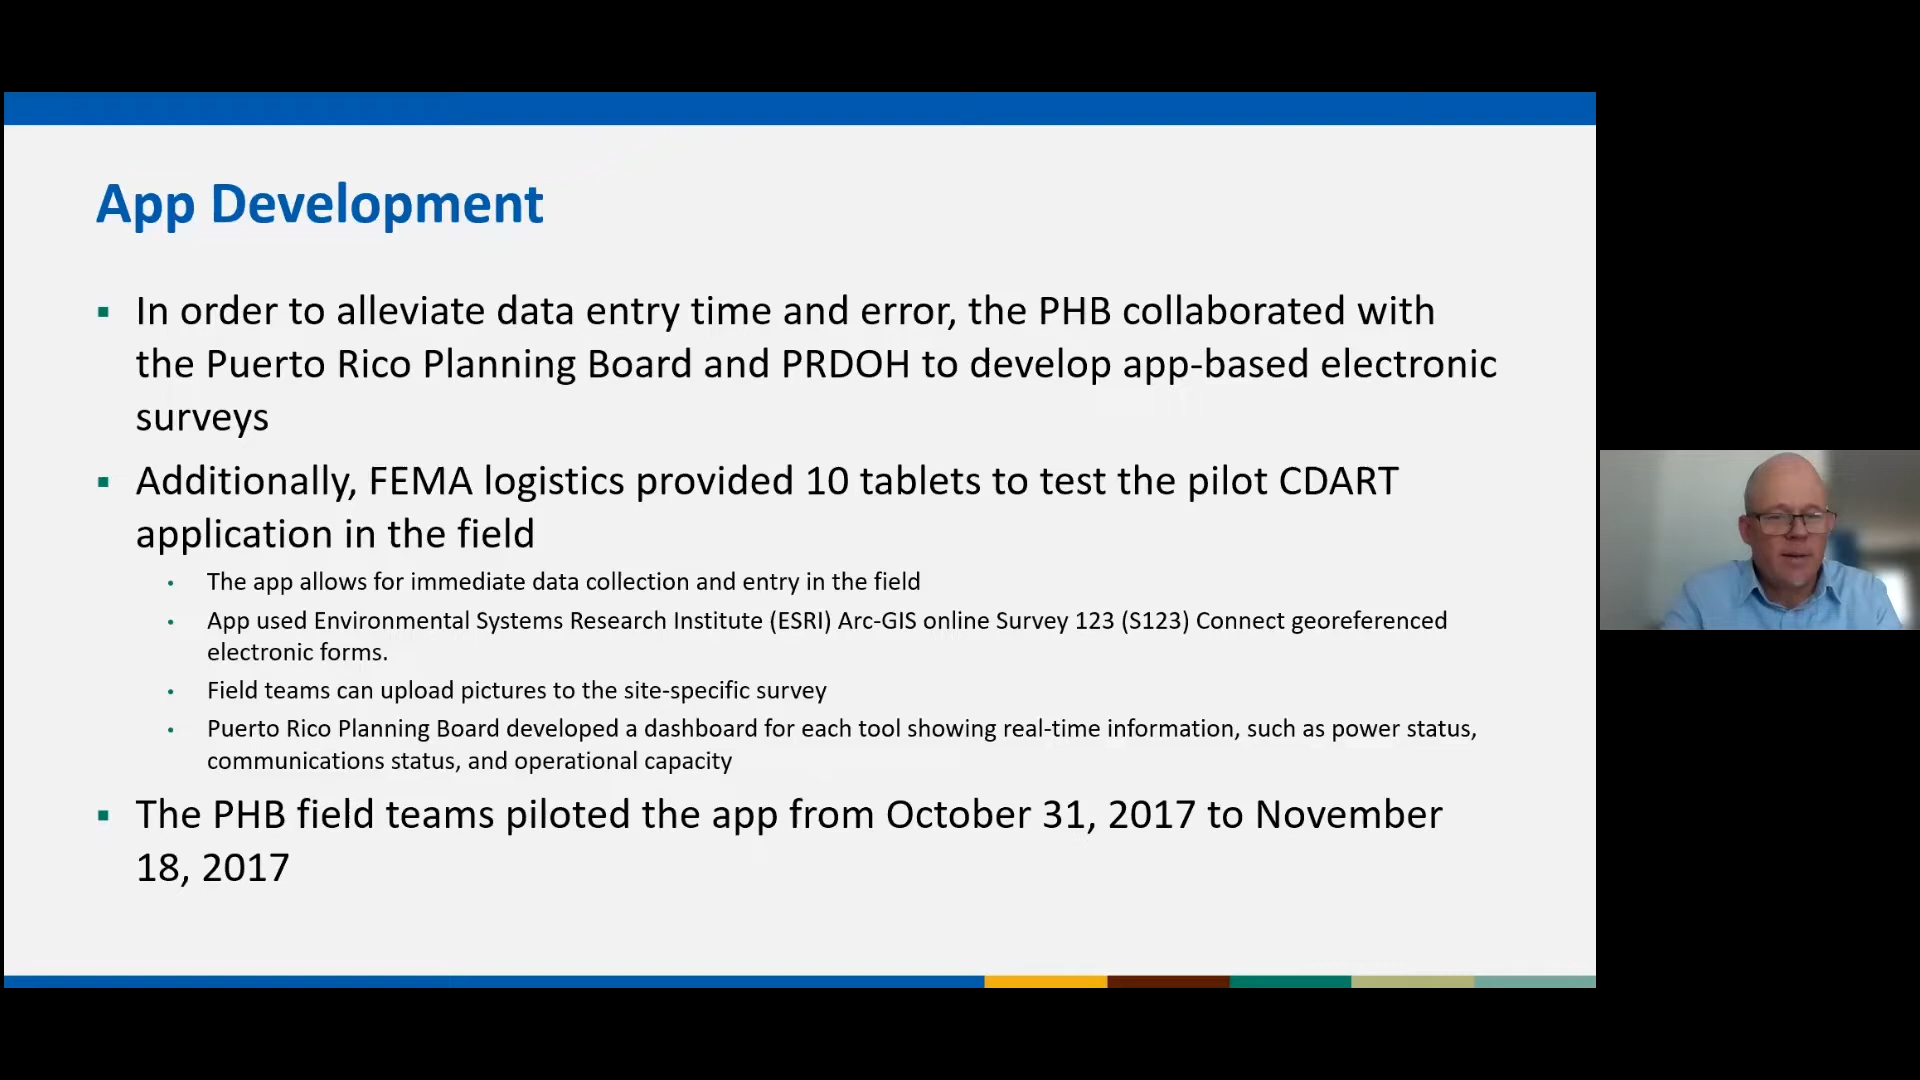 App Development
▪ In order to alleviate data entry time and error, the PHB collaborated with
the Puerto Rico Planning Board and PRDOH to develop app-based electronic
surveys
▪ Additionally, FEMA logistics provided 10 tablets to test the pilot CDART
application in the field
• The app allows for immediate data collection and entry in the field
• App used Environmental Systems Research Institute (ESRI) Arc-GIS online Survey 123 (S123) Connect georeferenced
electronic forms.
• Field teams can upload pictures to the site-specific survey
• Puerto Rico Planning Board developed a dashboard for each tool showing real-time information, such as power status,
communications status, and operational capacity
▪ The PHB field teams piloted the app from October 31, 2017 to November
18, 2017